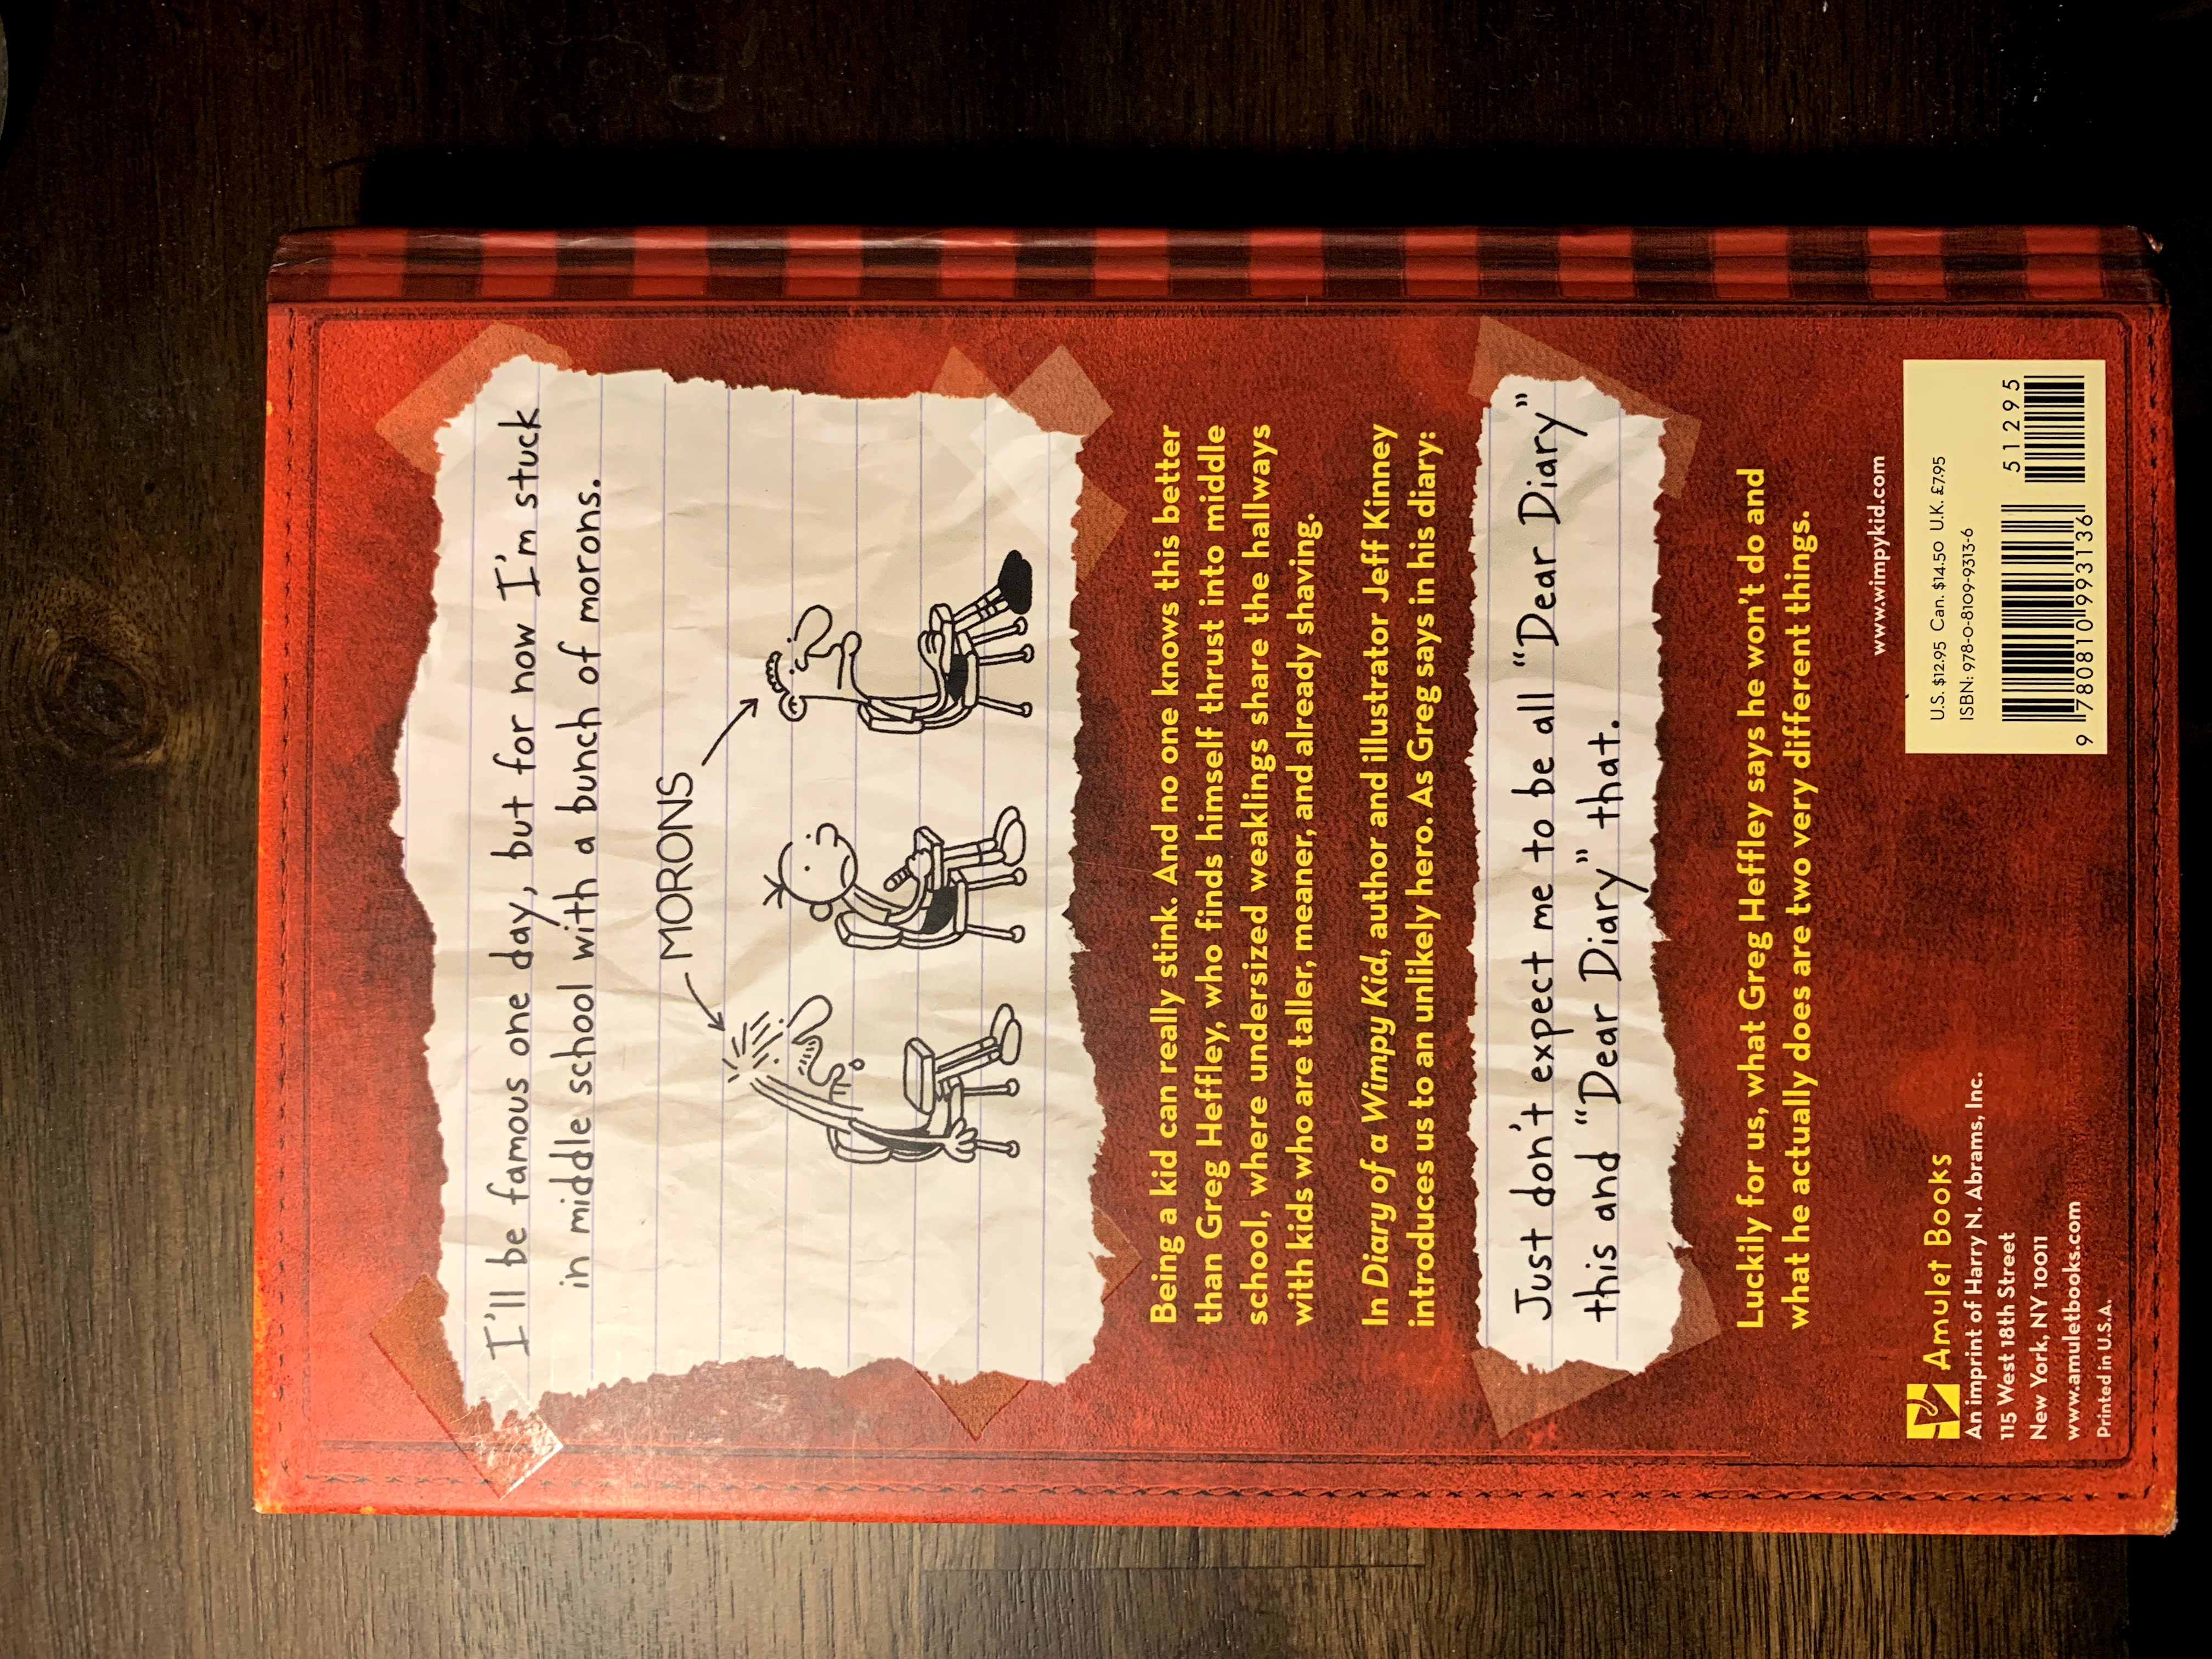 I'll be famous one day, but for now I'm stuck
in middle school with a bunch of morons.
MORONS
Being a kid can really stink. And no one knows this better
than Greg Heffley, who finds himself thrust into middle
school, where undersized weaklings share the hallways
with kids who are taller, meaner, and already shaving.
In Diary of a Wimpy Kid, author and illustrator Jeff Kinney
introduces us to an unlikely hero. As Greg says in his diary:
Just don't expect me to be all “Dear Diary”
this and “Dear Diary” that.
Luckily for us, what Greg Heffley says he won't do and
what he actually does are two very different things.
www.wimpykid.com
Amulet Books
An imprint of Harry N. Abrams, Inc.
115 West 18th Street
New York, NY 10011
www.amuletbooks.com
Printed in U.S.A.
U.S. $12.95 Can. $14.50 U.K. £7.95
ISBN: 978-0-8109-9313-6
51295
9 780810 993136